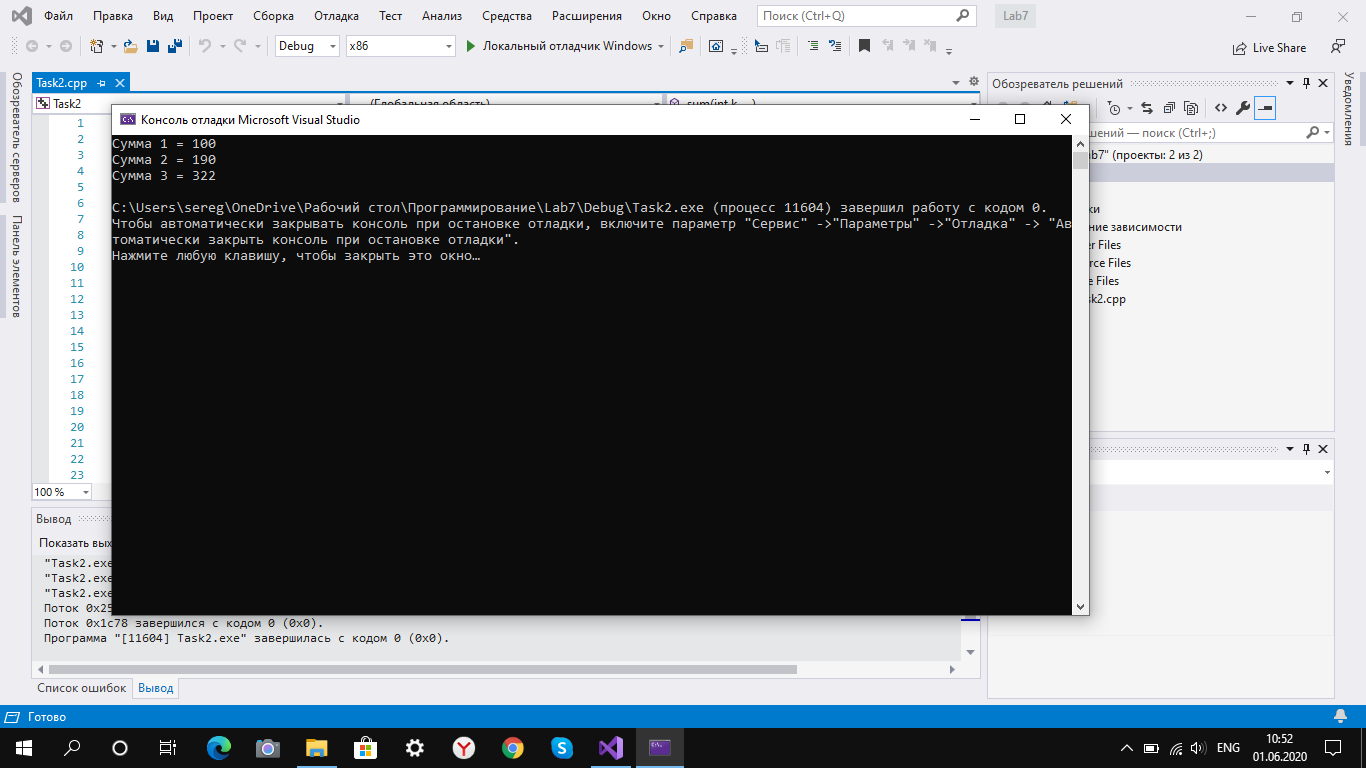 Файл Правка Вид Проект Сборка Отладка Тест Анализ Средства Расширения Окно Справка Поиск (Ctrl+Q) Lab7
Debug x86 Локальный отладчик Windows Live Share
Обозреватель серверов
Панель элементов
Task2.cpp
Task2 (Глобальная область) sum(int k, ...)
1
2
3
4
5
6
7
8
9
10
11
12
13
14
15
16
17
18
19
20
21
22
23
100 %
Консоль отладки Microsoft Visual Studio
Сумма 1 = 100
Сумма 2 = 190
Сумма 3 = 322
C:\Users\sereg\OneDrive\Рабочий стол\Программирование\Lab7\Debug\Task2.exe (процесс 11604) завершил работу с кодом 0.
Чтобы автоматически закрывать консоль при остановке отладки, включите параметр "Сервис" ->"Параметры" ->"Отладка" -> "Ав
томатически закрыть консоль при остановке отладки".
Нажмите любую клавишу, чтобы закрыть это окно…
Обозреватель решений
шений — поиск (Ctrl+;)
b7" (проекты: 2 из 2)
ки
ние зависимости
er Files
rce Files
e Files
sk2.cpp
Уведомления
Вывод
Показать вых
"Task2.exe
"Task2.exe
"Task2.exe
Поток 0x25
Поток 0x1c78 завершился с кодом 0 (0x0).
Программа "[11604] Task2.exe" завершилась с кодом 0 (0x0).
Список ошибок Вывод
Готово
ENG
10:52
01.06.2020